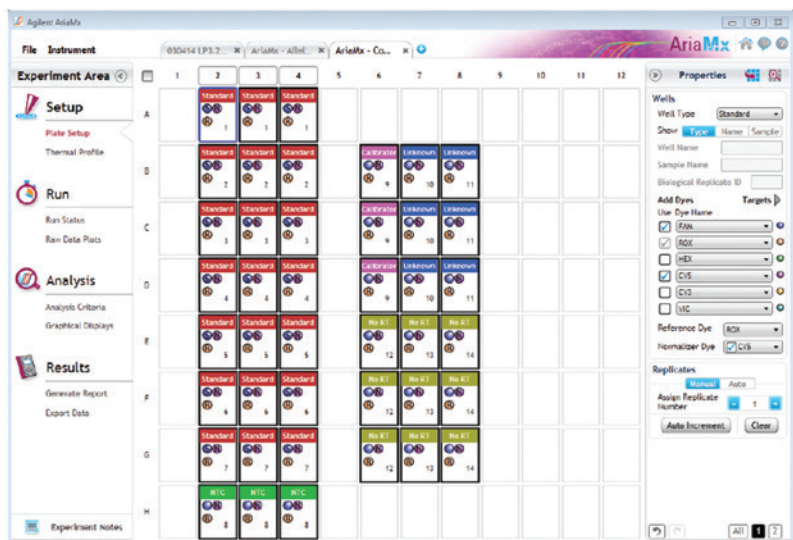 Agilent AriaMx
File Instrument
030414 LP3.2...
AriaMx - Allel...
AriaMx - Co...
AriaMx
Experiment Area
Setup
Plate Setup
Thermal Profile
Run
Run Status
Raw Data Plots
Analysis
Analysis Criteria
Graphical Displays
Results
Generate Report
Export Data
Experiment Notes
1 2 3 4 5 6 7 8 9 10 11 12
A
Standard Standard Standard
R 1 R 1 R 1
B
Standard Standard Standard Calibrator Unknown Unknown
R 2 R 2 R 2 R 9 R 10 R 11
C
Standard Standard Standard Calibrator Unknown Unknown
R 3 R 3 R 3 R 9 R 10 R 11
D
Standard Standard Standard Calibrator Unknown Unknown
R 4 R 4 R 4 R 9 R 10 R 11
E
Standard Standard Standard No RT No RT No RT
R 5 R 5 R 5 R 12 R 13 R 14
F
Standard Standard Standard No RT No RT No RT
R 6 R 6 R 6 R 12 R 13 R 14
G
Standard Standard Standard No RT No RT No RT
R 7 R 7 R 7 R 12 R 13 R 14
H
NTC NTC NTC
R 8 R 8 R 8
Properties
Wells
Well Type Standard
Show Type Name Sample
Well Name
Sample Name
Biological Replicate ID
Add Dyes Targets
Use Dye Name
FAM
ROX
HEX
CY5
CY3
VIC
Reference Dye ROX
Normalizer Dye CY5
Replicates
Manual Auto
Assign Replicate
Number - 1 +
Auto Increment Clear
All 1 2